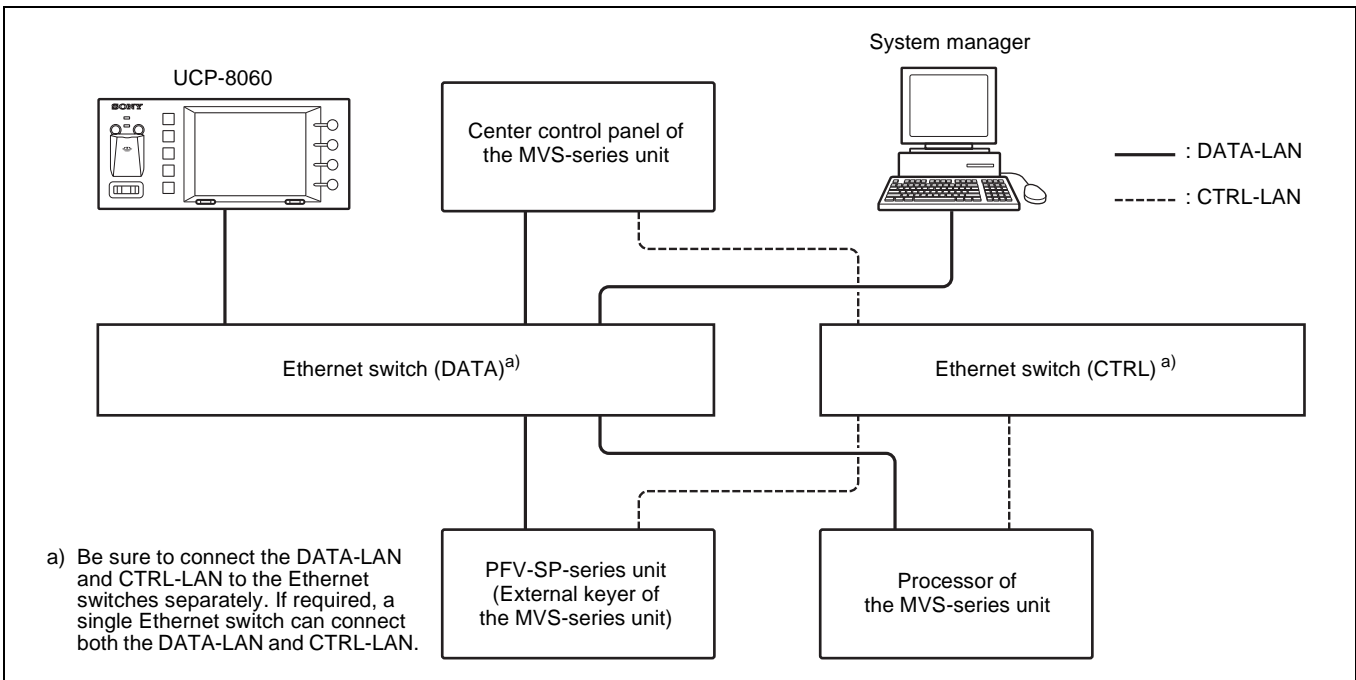 System manager
UCP-8060
SONY
Center control panel of
the MVS-series unit
: DATA-LAN
: CTRL-LAN
Ethernet switch (DATA)a)
Ethernet switch (CTRL) a)
a) Be sure to connect the DATA-LAN
and CTRL-LAN to the Ethernet
switches separately. If required, a
single Ethernet switch can connect
both the DATA-LAN and CTRL-LAN.
PFV-SP-series unit
(External keyer of
the MVS-series unit)
Processor of
the MVS-series unit